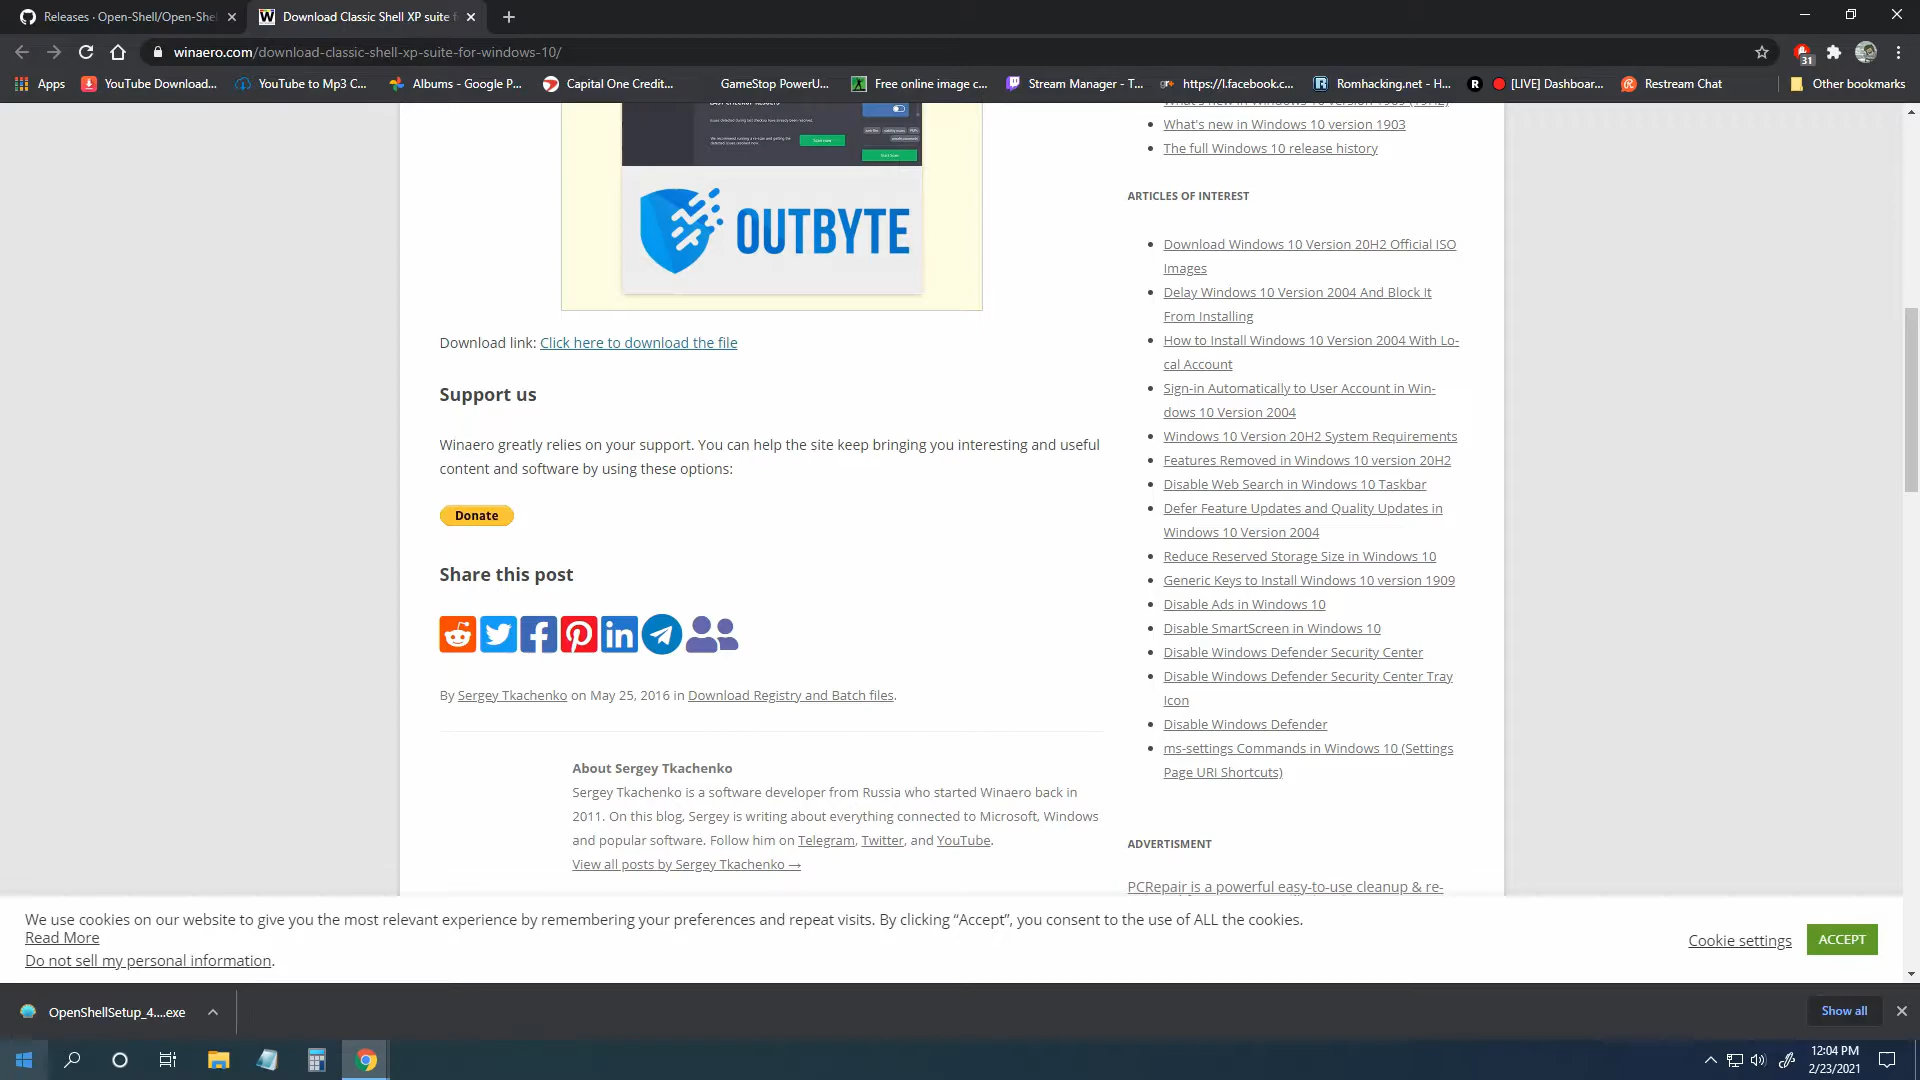 Releases · Open-Shell/Open-She
Download Classic Shell XP suite f
winaero.com/download-classic-shell-xp-suite-for-windows-10/
31
Apps
YouTube Download...
YouTube to Mp3 C...
Albums - Google P...
Capital One Credit...
GameStop PowerU...
Free online image c...
Stream Manager - T...
https://l.facebook.c...
Romhacking.net - H...
[LIVE] Dashboar...
Restream Chat
Other bookmarks
OUTBYTE
Download link: Click here to download the file
Support us
Winaero greatly relies on your support. You can help the site keep bringing you interesting and useful
content and software by using these options:
Donate
Share this post
By Sergey Tkachenko on May 25, 2016 in Download Registry and Batch files.
About Sergey Tkachenko
Sergey Tkachenko is a software developer from Russia who started Winaero back in
2011. On this blog, Sergey is writing about everything connected to Microsoft, Windows
and popular software. Follow him on Telegram, Twitter, and YouTube.
View all posts by Sergey Tkachenko →
What's new in Windows 10 version 1909 (19H2)
What's new in Windows 10 version 1903
The full Windows 10 release history
ARTICLES OF INTEREST
Download Windows 10 Version 20H2 Official ISO
Images
Delay Windows 10 Version 2004 And Block It
From Installing
How to Install Windows 10 Version 2004 With Lo-
cal Account
Sign-in Automatically to User Account in Win-
dows 10 Version 2004
Windows 10 Version 20H2 System Requirements
Features Removed in Windows 10 version 20H2
Disable Web Search in Windows 10 Taskbar
Defer Feature Updates and Quality Updates in
Windows 10 Version 2004
Reduce Reserved Storage Size in Windows 10
Generic Keys to Install Windows 10 version 1909
Disable Ads in Windows 10
Disable SmartScreen in Windows 10
Disable Windows Defender Security Center
Disable Windows Defender Security Center Tray
Icon
Disable Windows Defender
ms-settings Commands in Windows 10 (Settings
Page URI Shortcuts)
ADVERTISMENT
PCRepair is a powerful easy-to-use cleanup & re-
We use cookies on our website to give you the most relevant experience by remembering your preferences and repeat visits. By clicking “Accept”, you consent to the use of ALL the cookies.
Read More
Do not sell my personal information.
Cookie settings
ACCEPT
OpenShellSetup_4....exe
Show all
12:04 PM
2/23/2021